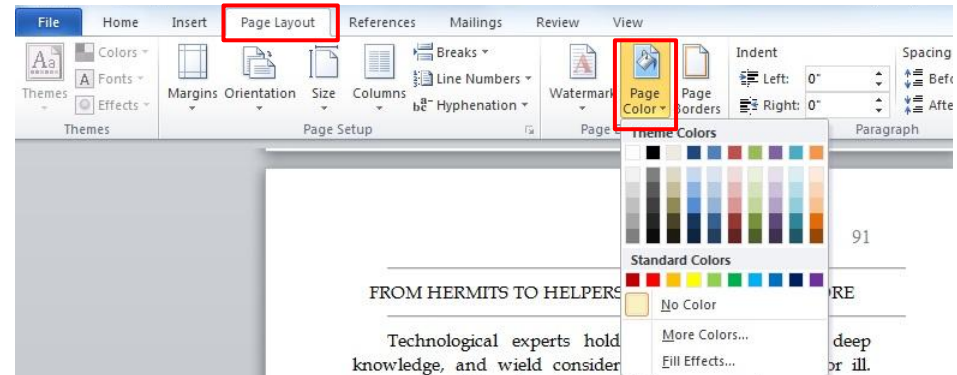 File Home Insert Page Layout References Mailings Review View
Aa Colors Breaks Indent Spacing
A Fonts Line Numbers Left: 0"
Themes Effects Margins Orientation Size Columns Hyphenation Watermark Page Color Page Borders Right: 0"
Themes Page Setup Page Paragraph
Theme Colors
91
Standard Colors
FROM HERMITS TO HELPERS
No Color
Technological experts hold More Colors... deep
knowledge, and wield Fill Effects... or ill.